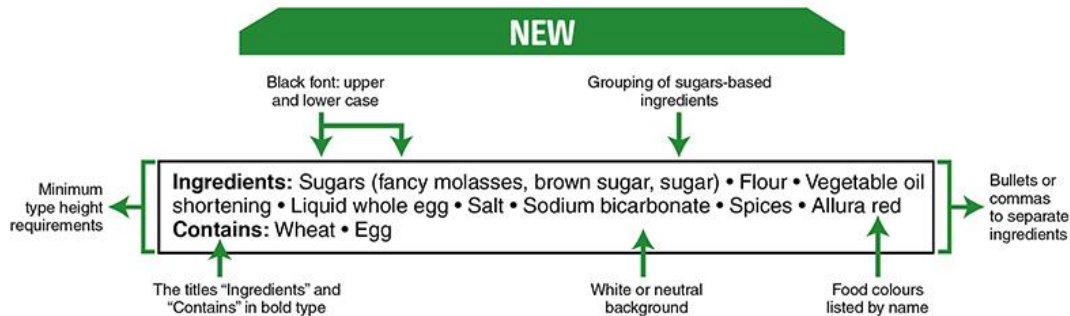 NEW
Black font: upper
and lower case
Grouping of sugars-based
ingredients
Minimum
type height
requirements
Ingredients: Sugars (fancy molasses, brown sugar, sugar) • Flour • Vegetable oil
shortening • Liquid whole egg • Salt • Sodium bicarbonate • Spices • Allura red
Contains: Wheat • Egg
Bullets or
commas
to separate
ingredients
The titles “Ingredients” and
“Contains” in bold type
White or neutral
background
Food colours
listed by name